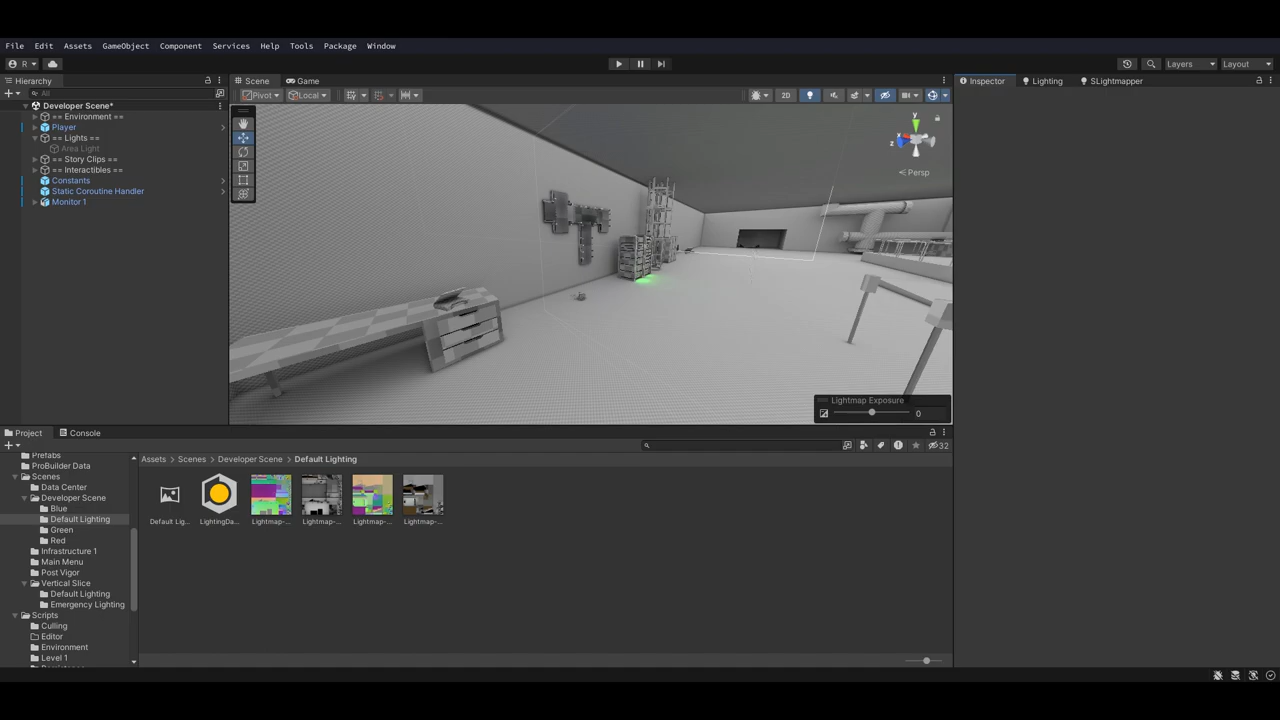 File Edit Assets GameObject Component Services Help Tools Package Window
R Layers Layout
Hierarchy Scene Game Inspector Lighting SLightmapper
All Pivot Local 2D
Developer Scene*
== Environment ==
Player
== Lights ==
Area Light
== Story Clips ==
== Interactibles ==
Constants
Static Coroutine Handler
Monitor 1
y
x
z
Persp
Lightmap Exposure
0
Project Console
32
Prefabs
ProBuilder Data
Scenes
Data Center
Developer Scene
Blue
Default Lighting
Green
Red
Infrastructure 1
Main Menu
Post Vigor
Vertical Slice
Default Lighting
Emergency Lighting
Scripts
Culling
Editor
Environment
Level 1
Assets > Scenes > Developer Scene > Default Lighting
Default Lig... LightingDa... Lightmap-... Lightmap-... Lightmap-... Lightmap-...